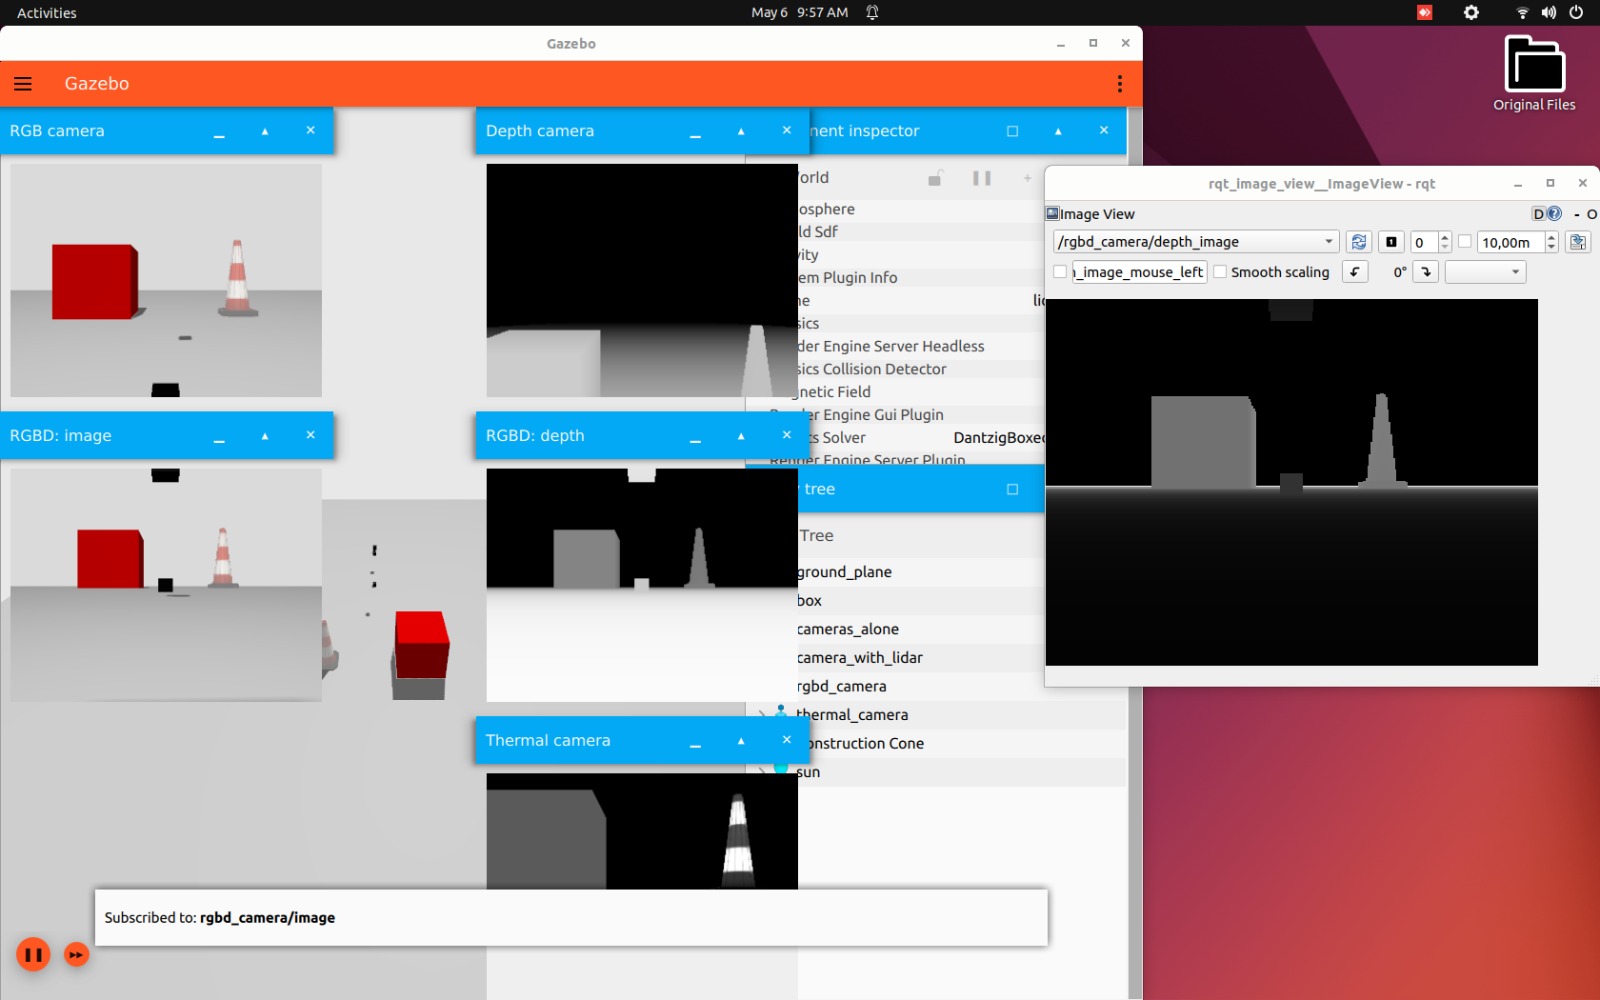 Activities
May 6 9:57 AM
Gazebo
Gazebo
Original Files
RGB camera
Depth camera
nent inspector
orld
osphere
ld Sdf
vity
em Plugin Info
ne
sics
der Engine Server Headless
sics Collision Detector
gnetic Field
er Engine Gui Plugin
cs Solver DantzigBoxed
Render Engine Server Plugin
RGBD: image
RGBD: depth
tree
Tree
ground_plane
box
cameras_alone
camera_with_lidar
rgbd_camera
thermal_camera
onstruction Cone
sun
Thermal camera
Subscribed to: rgbd_camera/image
rqt_image_view__ImageView - rqt
Image View
D - O
/rgbd_camera/depth_image
1 0 10,00m
_image_mouse_left Smooth scaling 0°